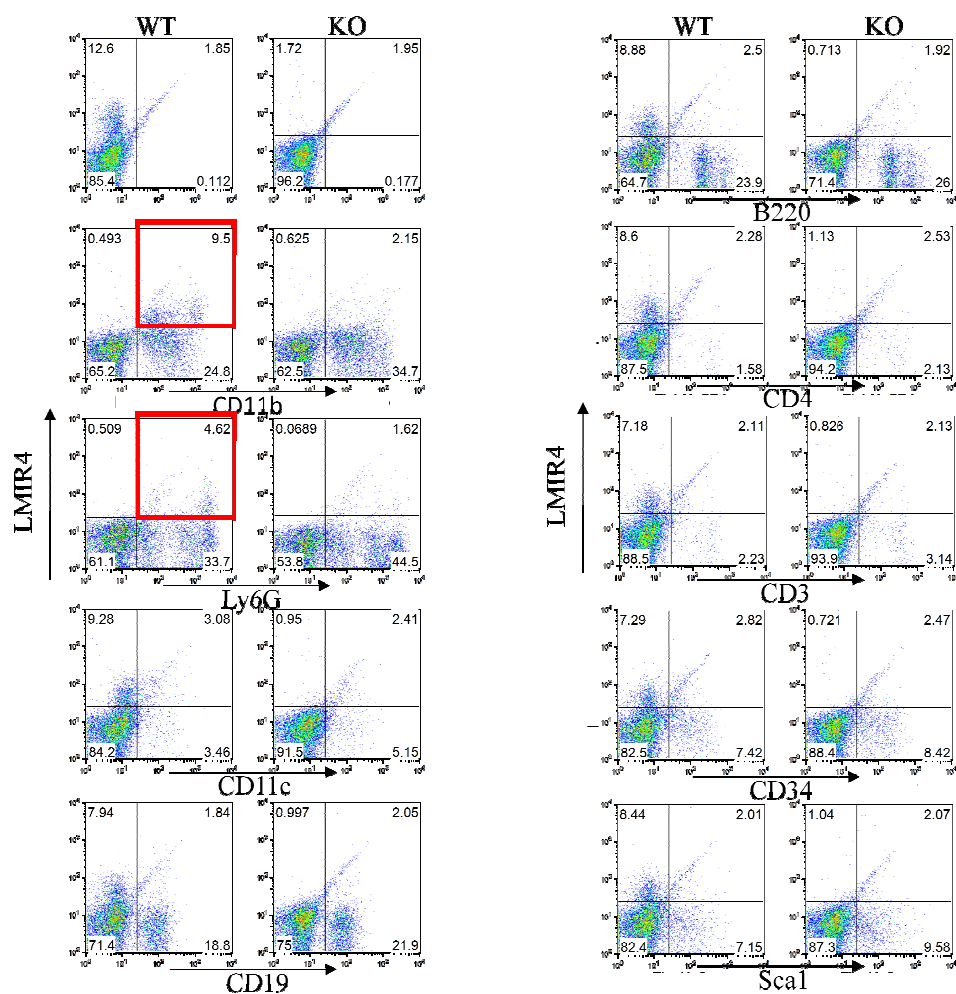 WT KO WT KO
12.6 1.85 1.72 1.95
85.4 0.112 96.2 0.177
8.88 2.5 0.713 1.92
64.7 23.9 71.4 26
B220
0.493 9.5 0.625 2.15
65.2 24.8 62.5 34.7
CD11b
8.6 2.28 1.13 2.53
87.5 1.58 94.2 2.13
CD4
LMIR4
0.509 4.62 0.0689 1.62
61.1 33.7 53.8 44.5
Ly6G
LMIR4
7.18 2.11 0.826 2.13
88.5 2.23 93.9 3.14
CD3
9.28 3.08 0.95 2.41
84.2 3.46 91.5 5.15
CD11c
7.29 2.82 0.721 2.47
82.5 7.42 88.4 8.42
CD34
7.94 1.84 0.997 2.05
71.4 18.8 75 21.9
CD19
8.44 2.01 1.04 2.07
82.4 7.15 87.3 9.58
Sca1